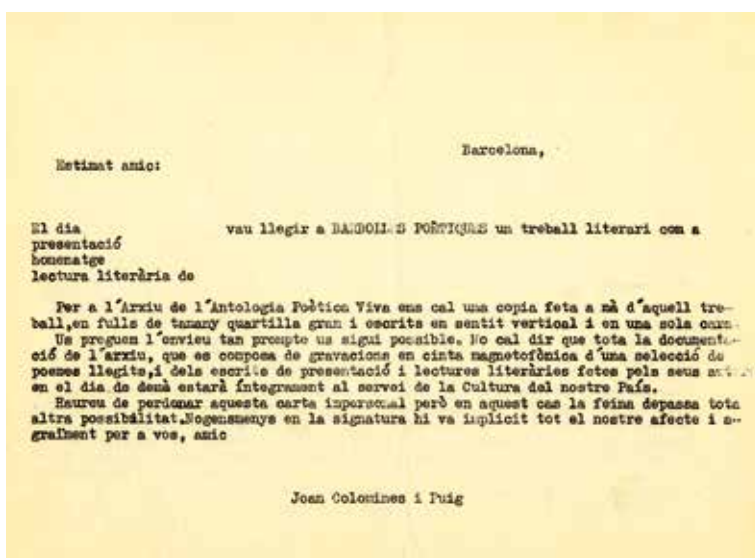 Barcelona,
Estimat amic:
El dia vau llegir a BANDOLLES POÈTIQUES un treball literari com a
presentació
homenatge
lectura literària de
Per a l´Arxiu de l´Antologia Poètica Viva ens cal una copia feta a mà d´aquell tre-
ball,en fulls de tamany quartilla gran i escrits en sentit vertical i en una sola cara.
Us preguem l´envieu tan prompte us sigui possible. No cal dir que tota la documenta-
ció de l´arxiu, que es composa de gravacions en cinta magnetofònica d´una selecció de
poemes llegits,i dels escrits de presentació i lectures literàries fetes pels seus
en el dia de demà estarà íntegrament al servei de la Cultura del nostre País.
Haureu de perdonar aquesta carta impersonal però en aquest cas la feina depassa tota
altra possibilitat.Nogensmenys en la signatura hi va implícit tot el nostre afecte i a-
graïment per a vos, amic
Joan Colomines i Puig